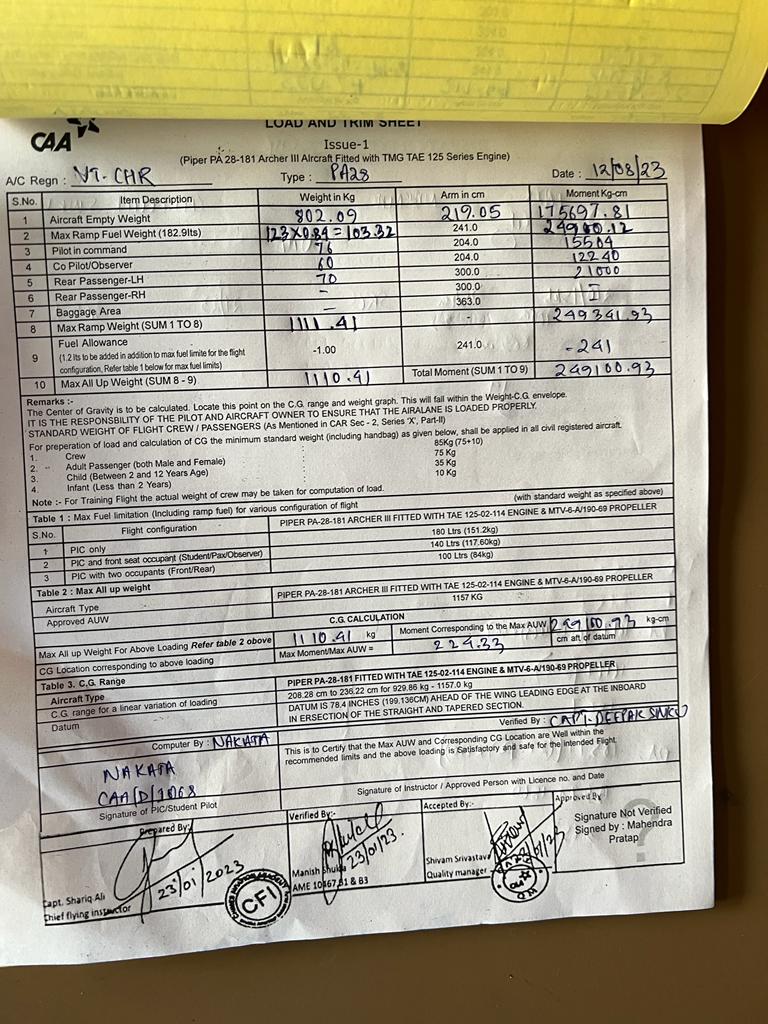 LOAD AND TRIM SHEET
CAA
Issue-1
(Piper PA 28-181 Archer III Aircraft Fitted with TMG TAE 125 Series Engine)
A/C Regn : VT-CHR Type : PA28 Date : 12/08/23
S.No. Item Description Weight in Kg Arm in cm Moment Kg-cm
1 Aircraft Empty Weight 802.09 219.05 175697.81
2 Max Ramp Fuel Weight (182.9lts) 123X0.84=103.32 241.0 24900.12
3 Pilot in command 76 204.0 15504
4 Co Pilot/Observer 60 204.0 12240
5 Rear Passenger-LH 70 300.0 21000
6 Rear Passenger-RH - 300.0
7 Baggage Area - 363.0
8 Max Ramp Weight (SUM 1 TO 8) 1111.41 - 249341.93
9 Fuel Allowance
(1.2 lts to be added in addition to max fuel limite for the flight
configuration, Refer table 1 below for max fuel limits) -1.00 241.0 -241
10 Max All Up Weight (SUM 8 - 9) 1110.41 Total Moment (SUM 1 TO 9) 249100.93
Remarks :-
The Center of Gravity is to be calculated. Locate this point on the C.G. range and weight graph. This will fall within the Weight-C.G. envelope.
IT IS THE RESPONSBILITY OF THE PILOT AND AIRCRAFT OWNER TO ENSURE THAT THE AIRALANE IS LOADED PROPERLY.
STANDARD WEIGHT OF FLIGHT CREW / PASSENGERS (As Mentioned in CAR Sec - 2, Series 'X', Part-II)
For preperation of load and calculation of CG the minimum standard weight (including handbag) as given below, shall be applied in all civil registered aircraft.
1. Crew 85Kg (75+10)
2. Adult Passenger (both Male and Female) 75 Kg
3. Child (Between 2 and 12 Years Age) 35 Kg
4. Infant (Less than 2 Years) 10 Kg
Note :- For Training Flight the actual weight of crew may be taken for computation of load.
Table 1 : Max Fuel limitation (Including ramp fuel) for various configuration of flight (with standard weight as specified above)
S.No. Flight configuration PIPER PA-28-181 ARCHER III FITTED WITH TAE 125-02-114 ENGINE & MTV-6-A/190-69 PROPELLER
1 PIC only 180 Ltrs (151.2kg)
2 PIC and front seat occupant (Student/Pax/Observer) 140 Ltrs (117.60kg)
3 PIC with two occupants (Front/Rear) 100 Ltrs (84kg)
Table 2 : Max All up weight
Aircraft Type PIPER PA-28-181 ARCHER III FITTED WITH TAE 125-02-114 ENGINE & MTV-6-A/190-69 PROPELLER
Approved AUW 1157 KG
C.G. CALCULATION
Max All up Weight For Above Loading Refer table 2 obove 1110.41 kg Moment Corresponding to the Max AUW 249100.93 kg-cm
CG Location corresponding to above loading Max Moment/Max AUW = 224.33 cm aft of datum
Table 3. C.G. Range
Aircraft Type PIPER PA-28-181 FITTED WITH TAE 125-02-114 ENGINE & MTV-6-A/190-69 PROPELLER
C.G. range for a linear variation of loading 208.28 cm to 236.22 cm for 929.86 kg - 1157.0 kg
Datum DATUM IS 78.4 INCHES (199.136CM) AHEAD OF THE WING LEADING EDGE AT THE INBOARD
IN ERSECTION OF THE STRAIGHT AND TAPERED SECTION.
Computer By : NAKATA Verified By : CAPT. DEEPAK
This is to Certify that the Max AUW and Corresponding CG Location are Well within the
recommended limits and the above loading is Satisfactory and safe for the intended Flight.
NAKATA
Signature of PIC/Student Pilot
Signature of Instructor / Approved Person with Licence no. and Date
Prepared By:-
23/01/2023
Capt. Shariq Ali
Chief flying instructor
CFI
Verified By:-
23/01/23.
Manish Shukla
AME 10467,B1 & B3
Accepted By:-
Shivam Srivastava
Quality manager
Approved By
Signature Not Verified
Signed by : Mahendra
Pratap